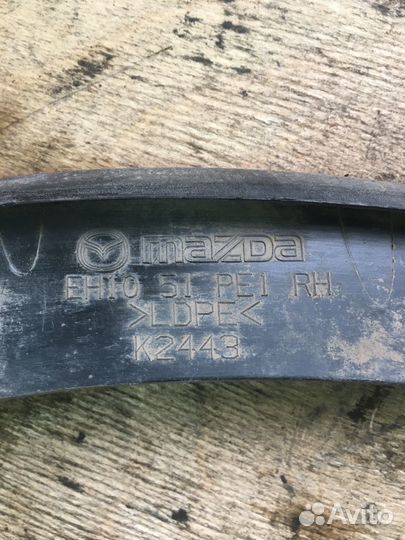 mazda
EH10 51 PE1 RH
>LDPE<
K2443
Avito